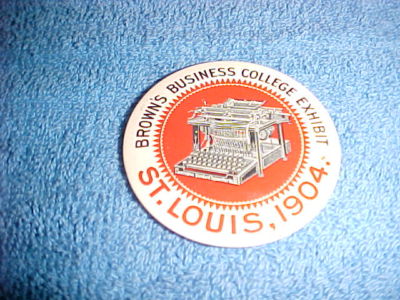 BROWN'S BUSINESS COLLEGE EXHIBIT
ST. LOUIS, 1904.